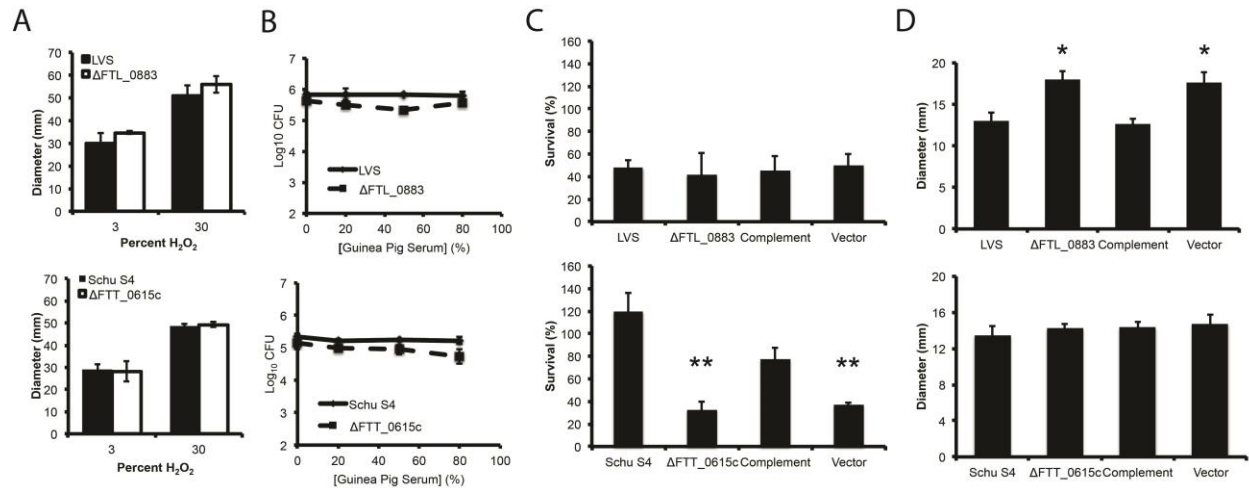 A
B
C
D
70
60
50
40
30
20
10
0
Diameter (mm)
LVS
ΔFTL_0883
3
30
Percent H₂O₂
7
6
5
4
3
2
Log10 CFU
LVS
ΔFTL_0883
0
20
40
60
80
100
[Guinea Pig Serum] (%)
160
140
120
100
80
60
40
20
0
Survival (%)
LVS
ΔFTL_0883
Complement
Vector
20
15
10
5
0
Diameter (mm)
*
*
LVS
ΔFTL_0883
Complement
Vector
70
60
50
40
30
20
10
0
Diameter (mm)
Schu S4
ΔFTT_0615c
3
30
Percent H₂O₂
7
6
5
4
3
2
Log₁₀ CFU
Schu S4
ΔFTT_0615c
0
20
40
60
80
100
[Guinea Pig Serum] (%)
160
140
120
100
80
60
40
20
0
Survival (%)
**
**
Schu S4
ΔFTT_0615c
Complement
Vector
20
16
12
8
4
0
Diameter (mm)
Schu S4
ΔFTT_0615c
Complement
Vector